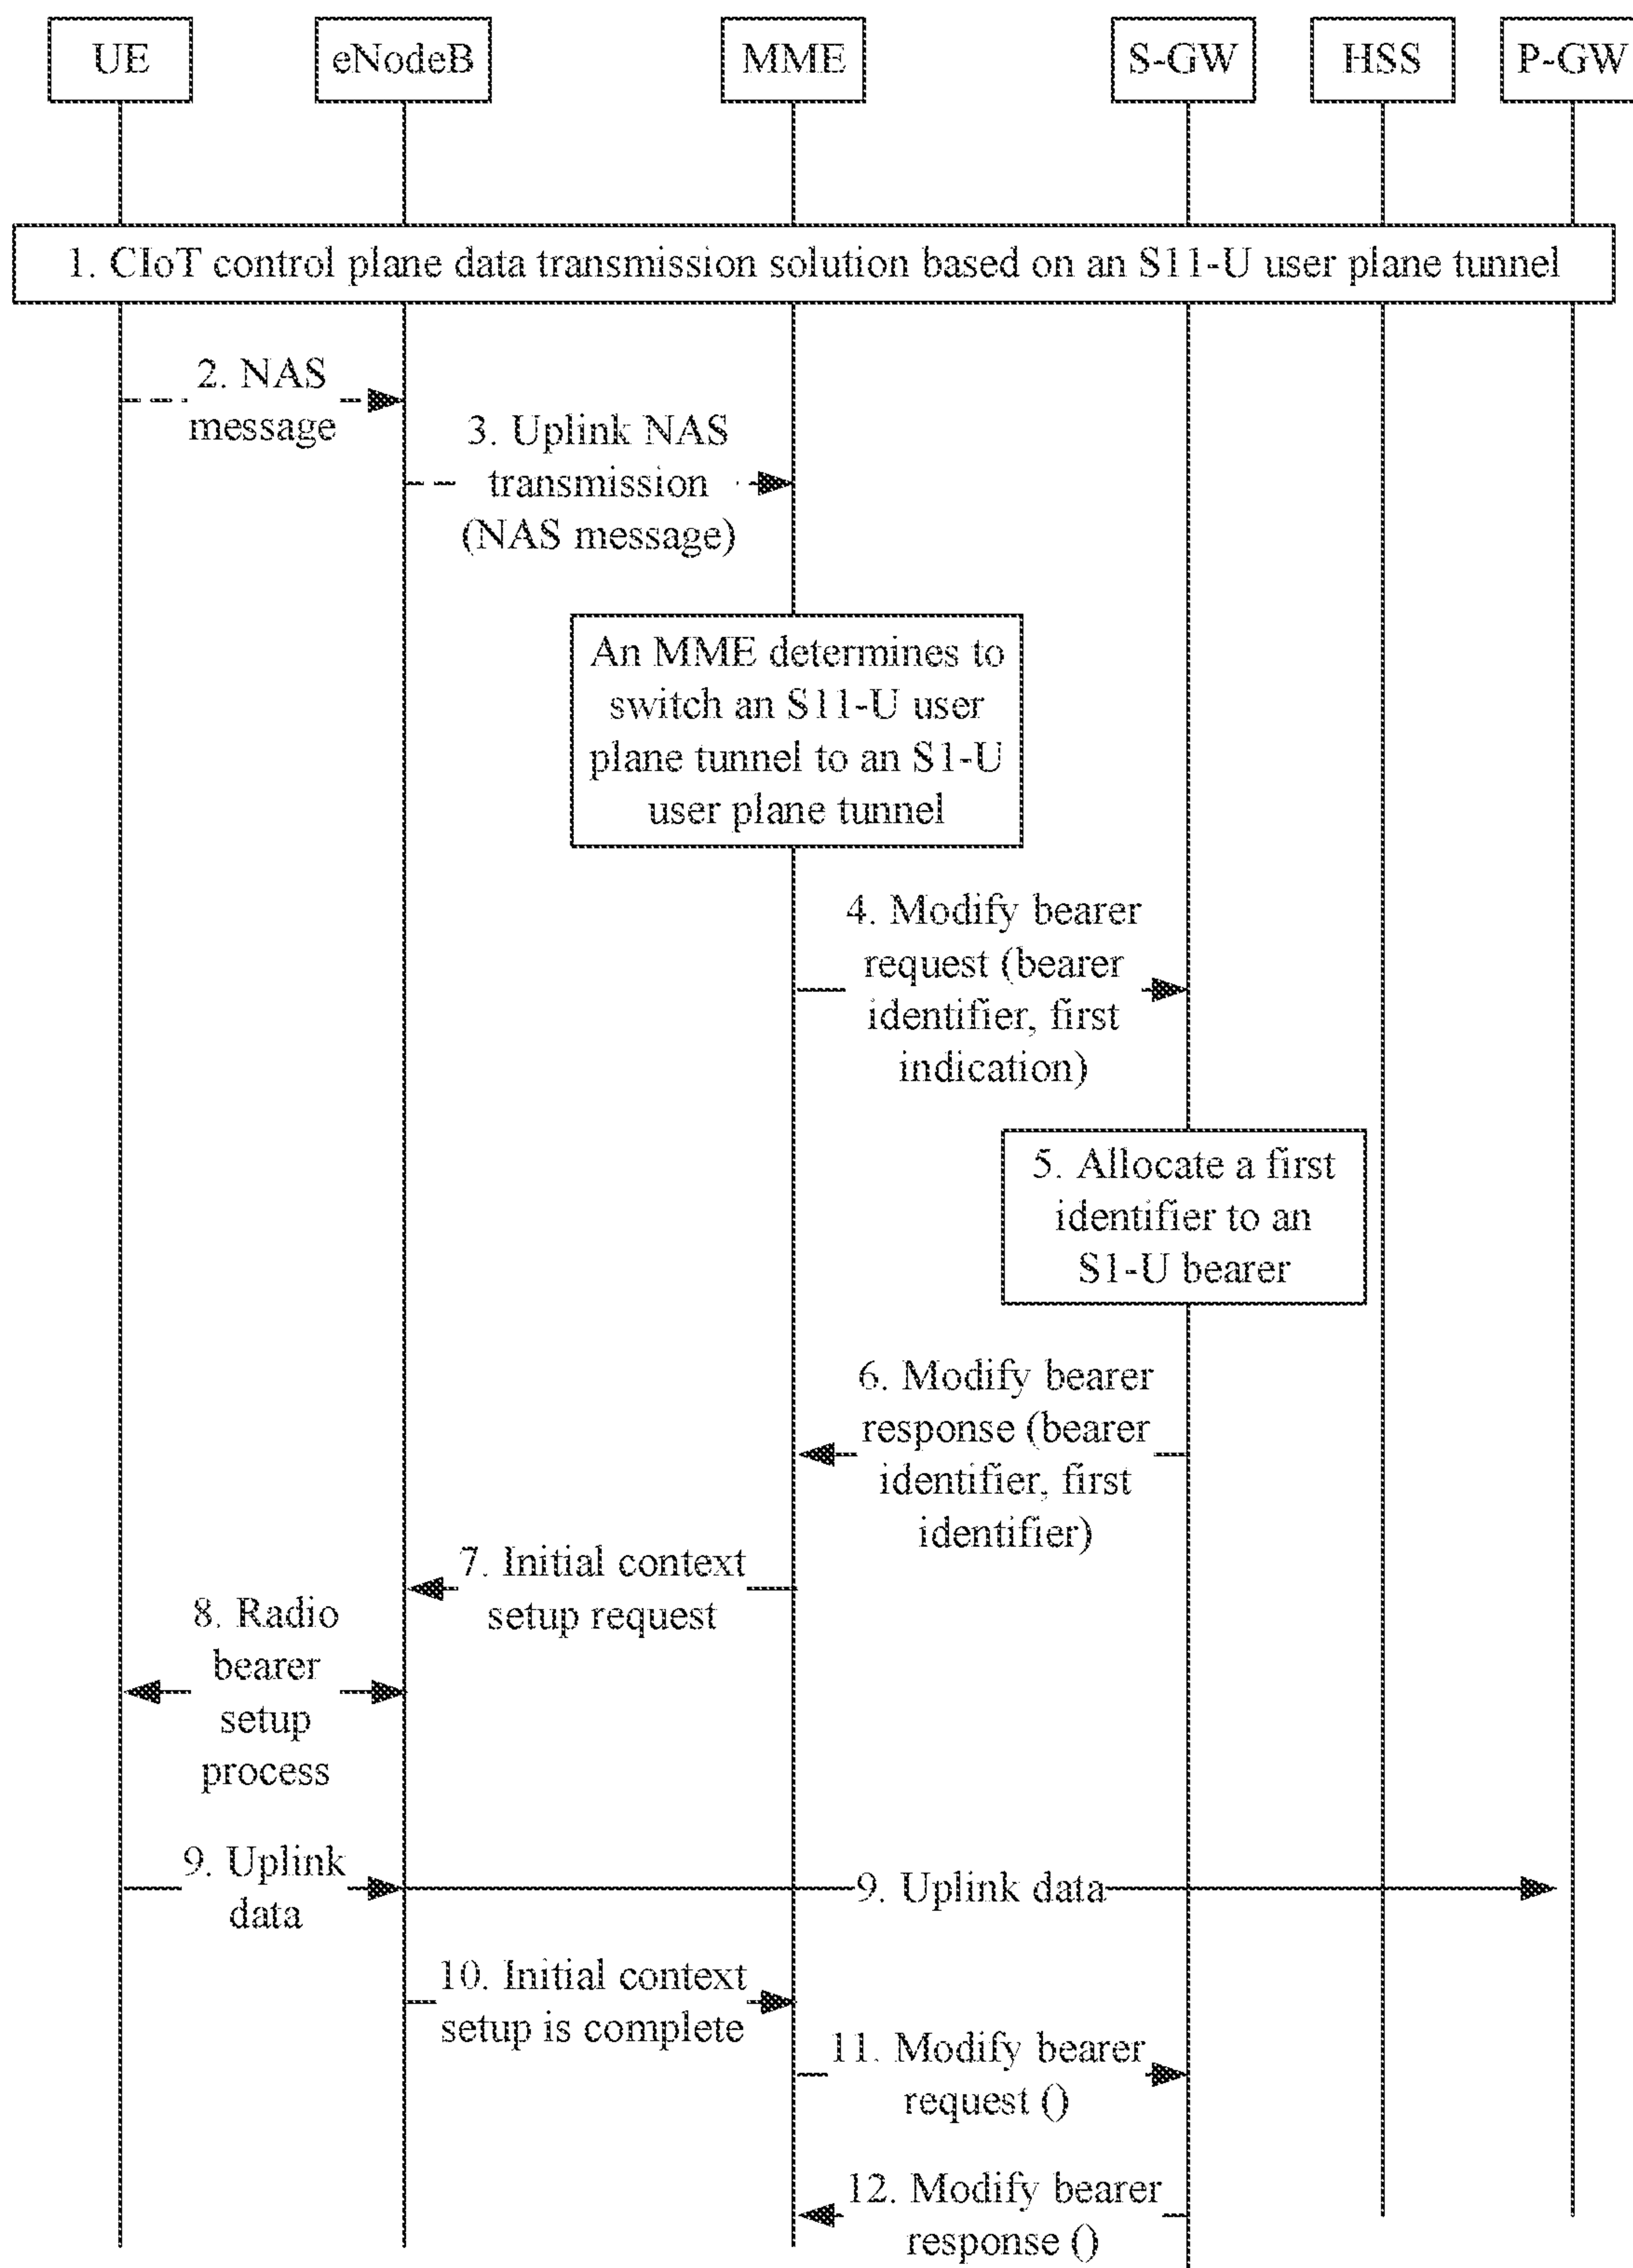 UE
eNodeB
MME
S-GW
HSS
P-GW
1. CIoT control plane data transmission solution based on an S11-U user plane tunnel
2. NAS
message
3. Uplink NAS
transmission
(NAS message)
An MME determines to
switch an S11-U user
plane tunnel to an S1-U
user plane tunnel
4. Modify bearer
request (bearer
identifier, first
indication)
5. Allocate a first
identifier to an
S1-U bearer
6. Modify bearer
response (bearer
identifier, first
identifier)
7. Initial context
setup request
8. Radio
bearer
setup
process
9. Uplink
data
9. Uplink data
10. Initial context
setup is complete
11. Modify bearer
request ()
12. Modify bearer
response ()